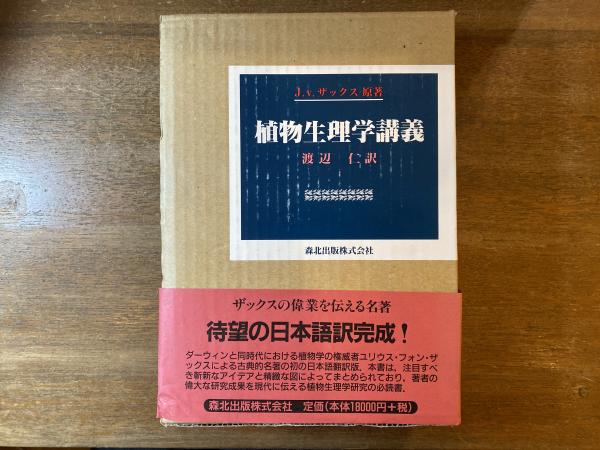 J.v.ザックス 原著
植物生理学講義
渡辺 仁 訳
森北出版株式会社
ザックスの偉業を伝える名著
待望の日本語訳完成!
ダーウィンと同時代における植物学の権威者ユリウス・フォン・ザ
ックスによる古典的名著の初の日本語翻訳版。本書は、注目すべ
き斬新なアイデアと精緻な図によってまとめられており、著者の
偉大な研究成果を現代に伝える植物生理学研究の必読書。
森北出版株式会社 定価(本体18000円+税)